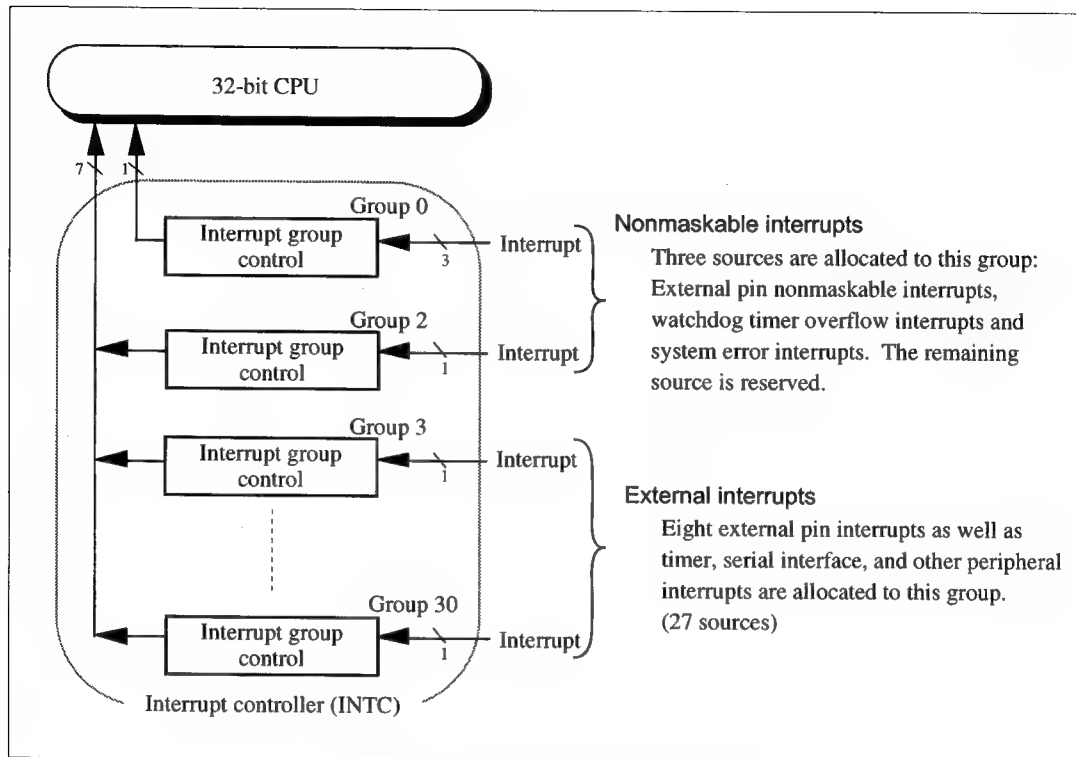 32-bit CPU
7
1
Group 0
Interrupt group
control
3
Interrupt
Nonmaskable interrupts
Three sources are allocated to this group:
External pin nonmaskable interrupts,
watchdog timer overflow interrupts and
system error interrupts. The remaining
source is reserved.
Group 2
Interrupt group
control
1
Interrupt
Group 3
Interrupt group
control
1
Interrupt
External interrupts
Eight external pin interrupts as well as
timer, serial interface, and other peripheral
interrupts are allocated to this group.
(27 sources)
Group 30
Interrupt group
control
1
Interrupt
Interrupt controller (INTC)